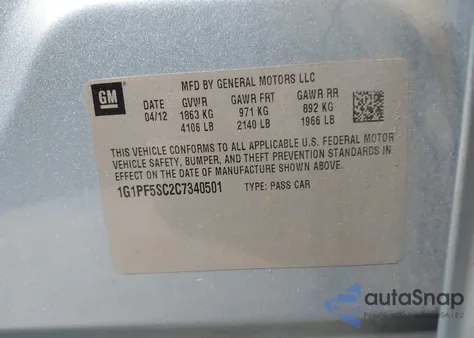 MFD BY GENERAL MOTORS LLC
GM
DATE GVWR GAWR FRT GAWR RR
04/12 1863 KG 971 KG 892 KG
4106 LB 2140 LB 1966 LB
THIS VEHICLE CONFORMS TO ALL APPLICABLE U.S. FEDERAL MOTOR
VEHICLE SAFETY, BUMPER, AND THEFT PREVENTION STANDARDS IN
EFFECT ON THE DATE OF MANUFACTURE SHOWN ABOVE.
1G1PF5SC2C7340501 TYPE: PASS CAR
autoSnap